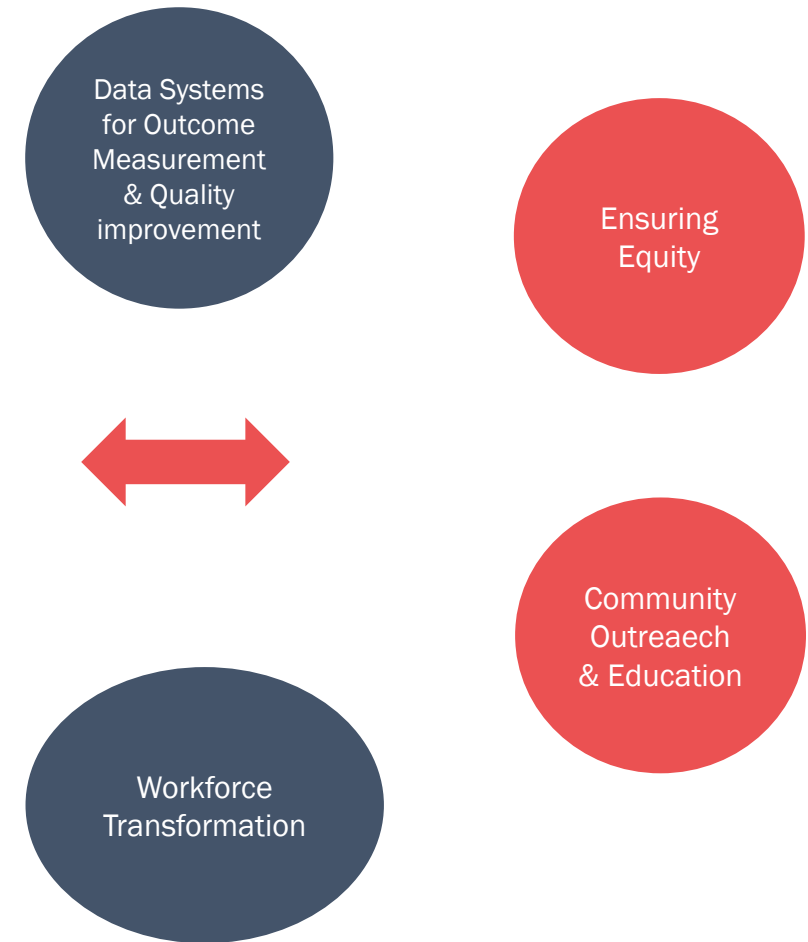 Data Systems
for Outcome
Measurement
& Quality
improvement
Ensuring
Equity
Community
Outreaech
& Education
Workforce
Transformation